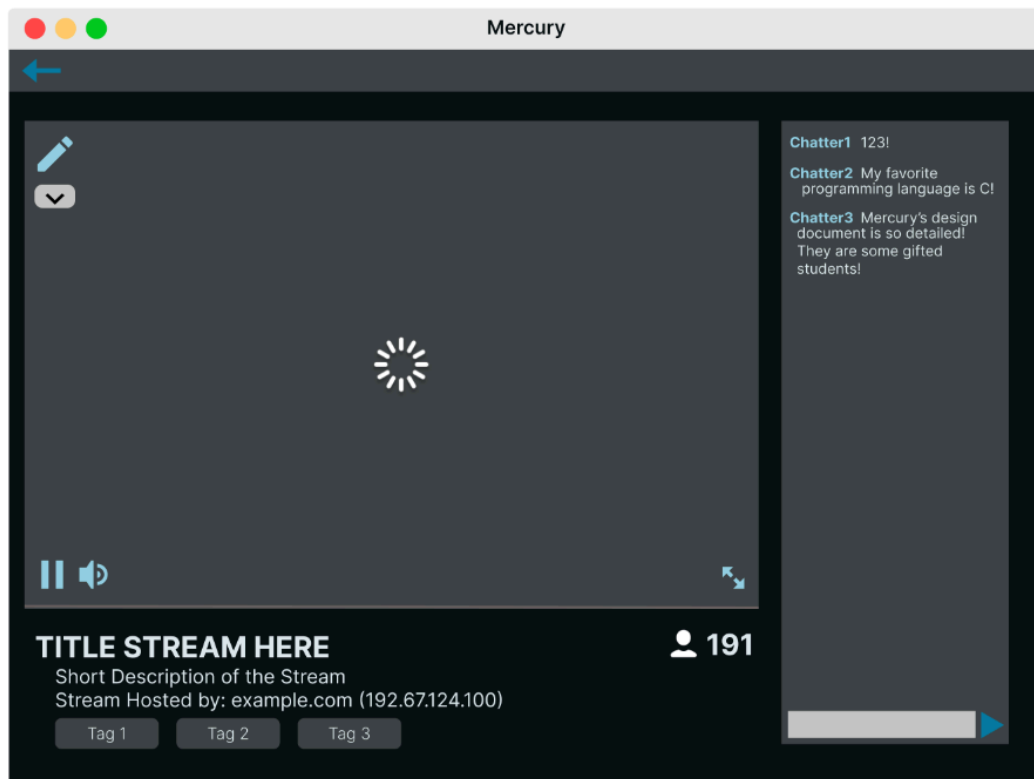 Mercury
Chatter1 123!
Chatter2 My favorite
programming language is C!
Chatter3 Mercury's design
document is so detailed!
They are some gifted
students!
TITLE STREAM HERE
191
Short Description of the Stream
Stream Hosted by: example.com (192.67.124.100)
Tag 1
Tag 2
Tag 3